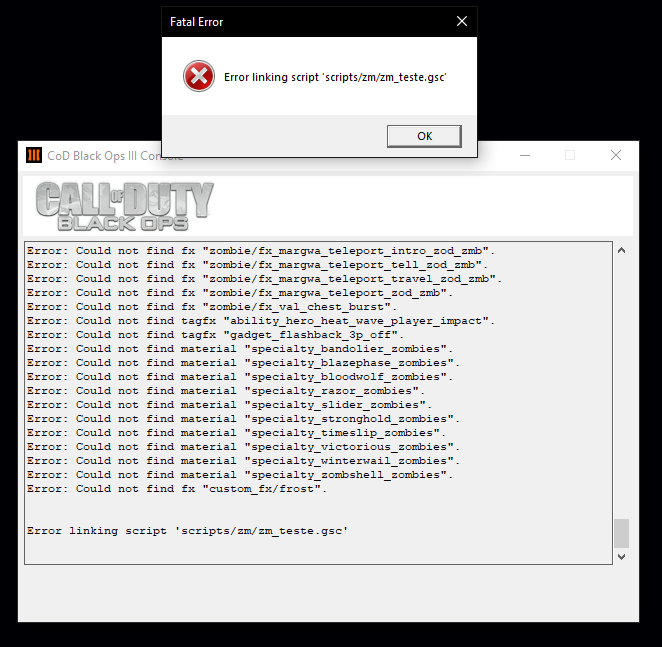 Fatal Error
Error linking script 'scripts/zm/zm_teste.gsc'
OK
CoD Black Ops III Console
CALL OF DUTY
BLACK OPS
Error: Could not find fx "zombie/fx_margwa_teleport_intro_zod_zmb".
Error: Could not find fx "zombie/fx_margwa_teleport_tell_zod_zmb".
Error: Could not find fx "zombie/fx_margwa_teleport_travel_zod_zmb".
Error: Could not find fx "zombie/fx_margwa_teleport_zod_zmb".
Error: Could not find fx "zombie/fx_val_chest_burst".
Error: Could not find tagfx "ability_hero_heat_wave_player_impact".
Error: Could not find tagfx "gadget_flashback_3p_off".
Error: Could not find material "specialty_bandolier_zombies".
Error: Could not find material "specialty_blazephase_zombies".
Error: Could not find material "specialty_bloodwolf_zombies".
Error: Could not find material "specialty_razor_zombies".
Error: Could not find material "specialty_slider_zombies".
Error: Could not find material "specialty_stronghold_zombies".
Error: Could not find material "specialty_timeslip_zombies".
Error: Could not find material "specialty_victorious_zombies".
Error: Could not find material "specialty_winterwail_zombies".
Error: Could not find material "specialty_zombshell_zombies".
Error: Could not find fx "custom_fx/frost".
Error linking script 'scripts/zm/zm_teste.gsc'